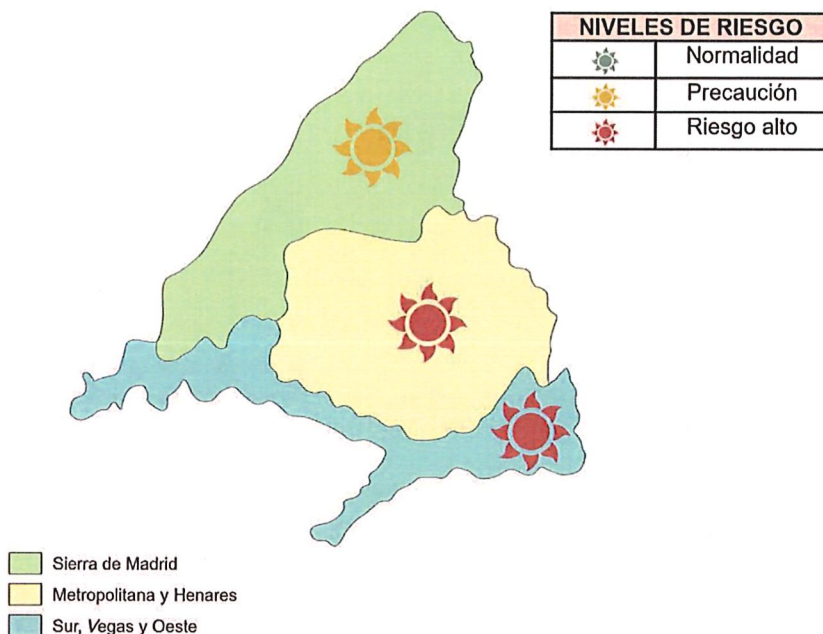 NIVELES DE RIESGO
Normalidad
Precaución
Riesgo alto
Sierra de Madrid
Metropolitana y Henares
Sur, Vegas y Oeste